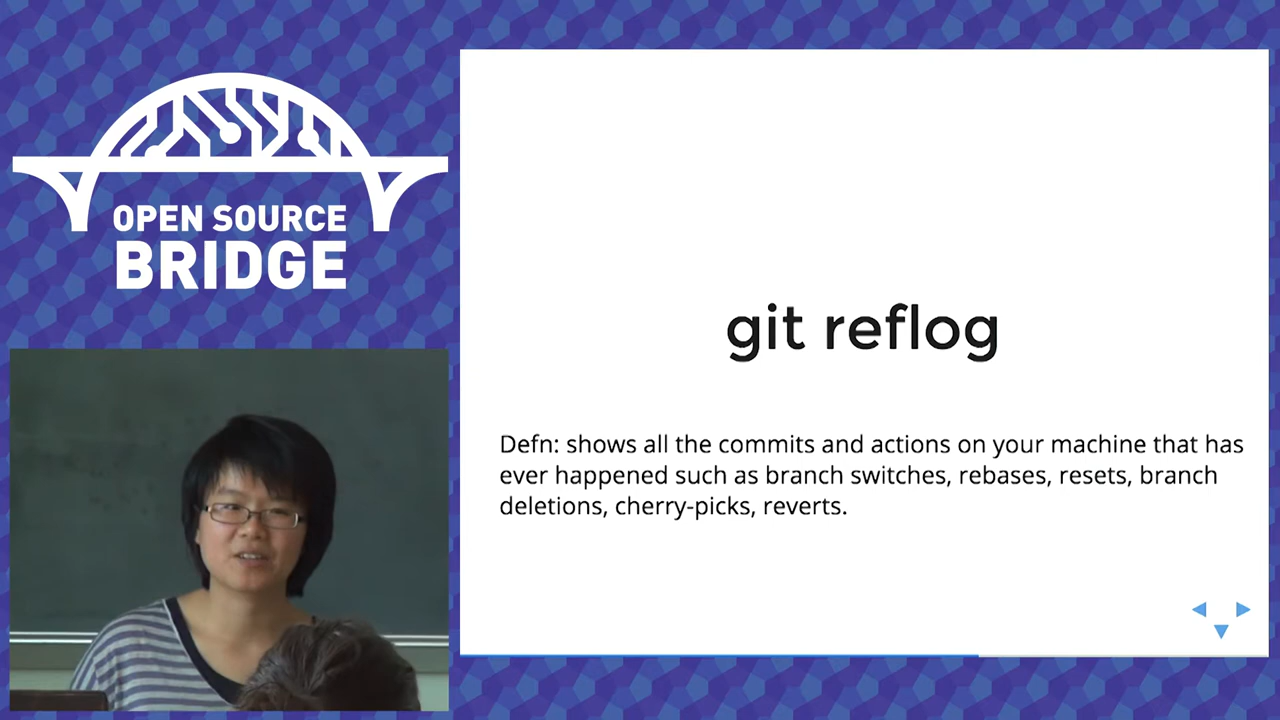 OPEN SOURCE
BRIDGE
git reflog
Defn: shows all the commits and actions on your machine that has
ever happened such as branch switches, rebases, resets, branch
deletions, cherry-picks, reverts.